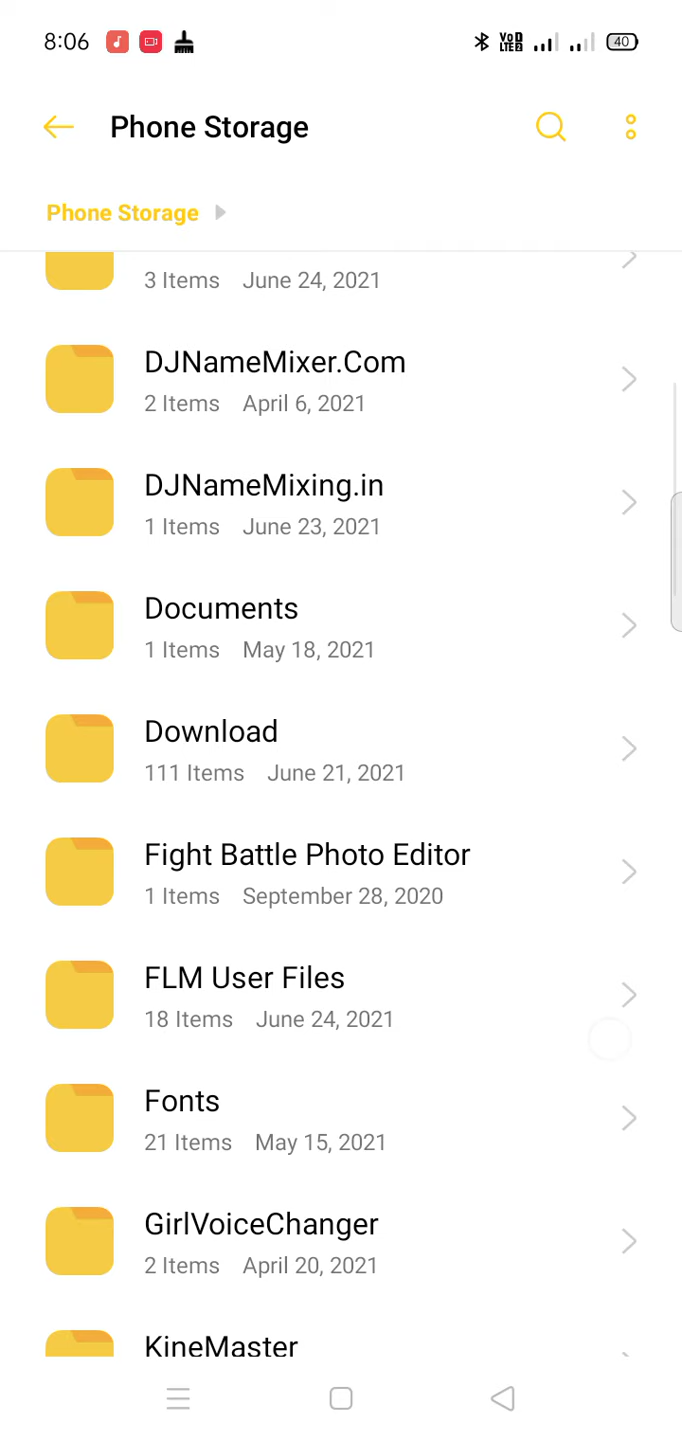 8:06
VoD LTE2
40
Phone Storage
Phone Storage
3 Items June 24, 2021
DJNameMixer.Com
2 Items April 6, 2021
DJNameMixing.in
1 Items June 23, 2021
Documents
1 Items May 18, 2021
Download
111 Items June 21, 2021
Fight Battle Photo Editor
1 Items September 28, 2020
FLM User Files
18 Items June 24, 2021
Fonts
21 Items May 15, 2021
GirlVoiceChanger
2 Items April 20, 2021
KineMaster